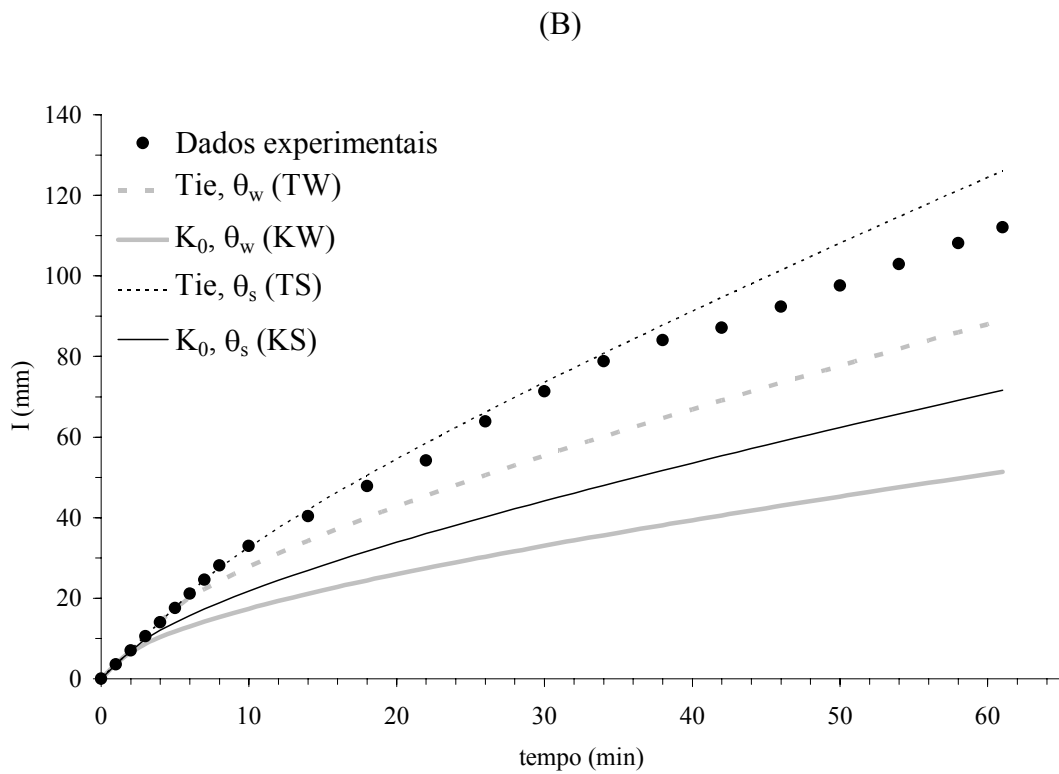 (B)
140
120
100
80
60
40
20
0
I (mm)
Dados experimentais
Tie, θw (TW)
K0, θw (KW)
Tie, θs (TS)
K0, θs (KS)
0 10 20 30 40 50 60
tempo (min)